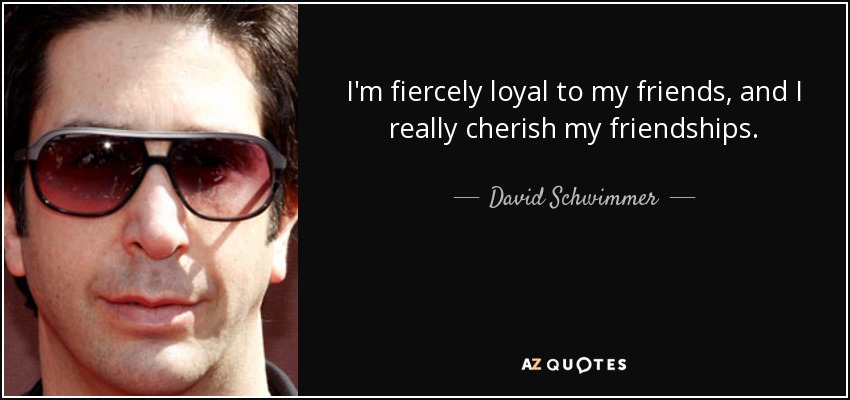 I'm fiercely loyal to my friends, and I
really cherish my friendships.
— David Schwimmer —
AZ QUOTES